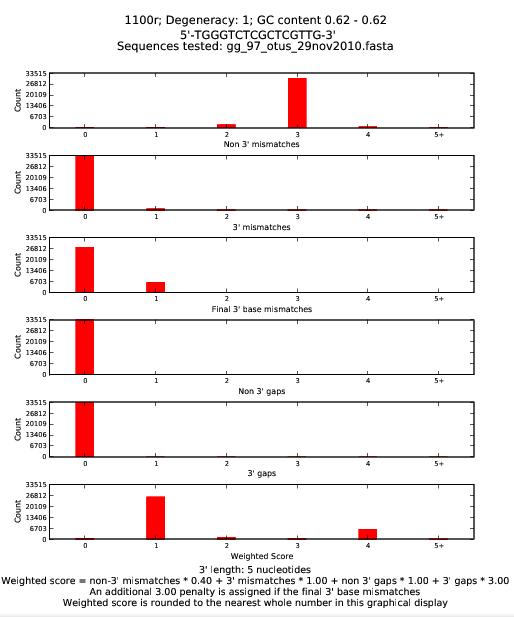 1100r; Degeneracy: 1; GC content 0.62 - 0.62
5'-TGGGTCTCGCTCGTTG-3'
Sequences tested: gg_97_otus_29nov2010.fasta
33515
26812
20109
13406
6703
0
Count
0 1 2 3 4 5+
Non 3' mismatches
33515
26812
20109
13406
6703
0
Count
0 1 2 3 4 5+
3' mismatches
33515
26812
20109
13406
6703
0
Count
0 1 2 3 4 5+
Final 3' base mismatches
33515
26812
20109
13406
6703
0
Count
0 1 2 3 4 5+
Non 3' gaps
33515
26812
20109
13406
6703
0
Count
0 1 2 3 4 5+
3' gaps
33515
26812
20109
13406
6703
0
Count
0 1 2 3 4 5+
Weighted Score
3' length: 5 nucleotides
Weighted score = non-3' mismatches * 0.40 + 3' mismatches * 1.00 + non 3' gaps * 1.00 + 3' gaps * 3.00
An additional 3.00 penalty is assigned if the final 3' base mismatches
Weighted score is rounded to the nearest whole number in this graphical display